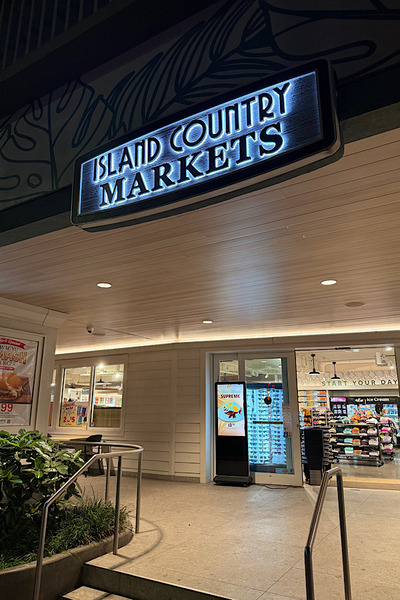 ISLAND COUNTRY
MARKETS
START YOUR DAY
SUPREME
Ice Cream
99